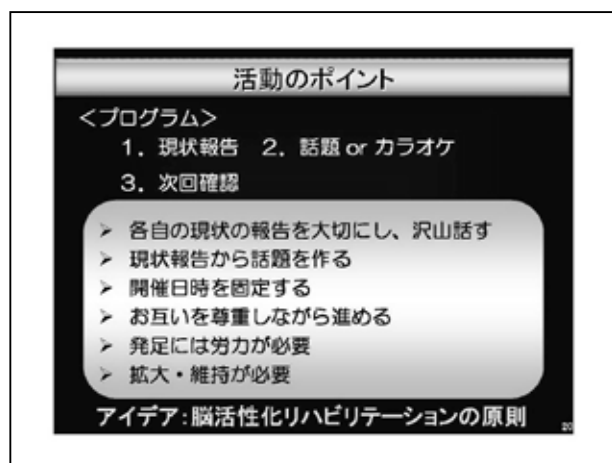 活動のポイント
<プログラム>
1. 現状報告 2. 話題 or カラオケ
3. 次回確認
➢ 各自の現状の報告を大切にし、沢山話す
➢ 現状報告から話題を作る
➢ 開催日時を固定する
➢ お互いを尊重しながら進める
➢ 発足には労力が必要
➢ 拡大・維持が必要
アイデア:脳活性化リハビリテーションの原則
20